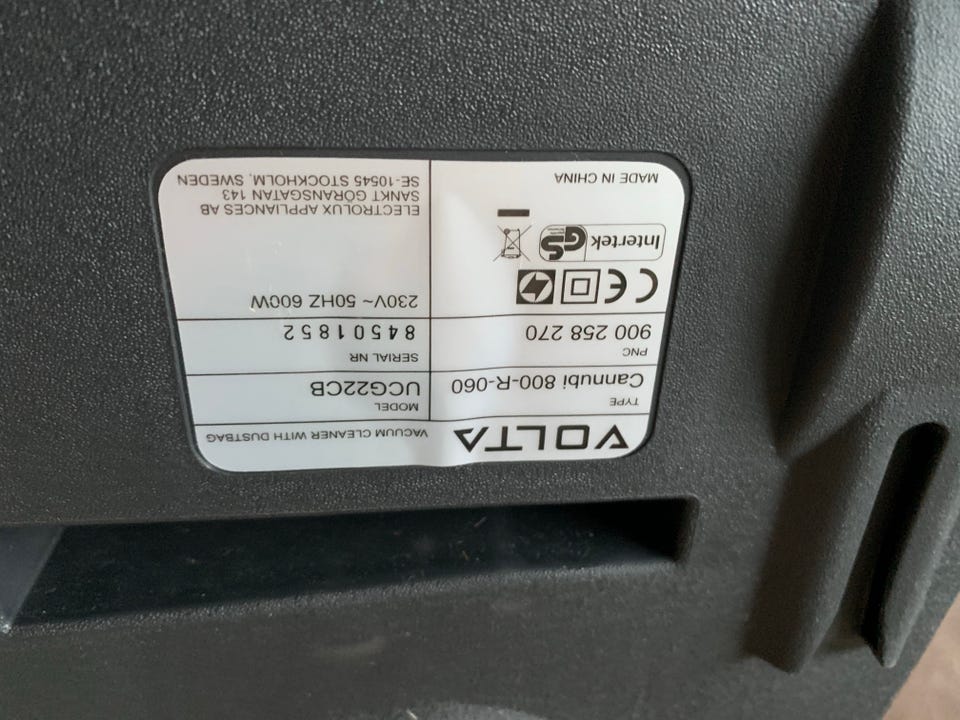 VOLTA VACUUM CLEANER WITH DUSTBAG
TYPE
Cannubi 800-R-060
MODEL
UCG22CB
PNC
900 258 270
SERIAL NR
84501852
230V~ 50HZ 600W
CE
Intertek GS
ELECTROLUX APPLIANCES AB
SANKT GÖRANSGATAN 143
SE-10545 STOCKHOLM, SWEDEN
MADE IN CHINA